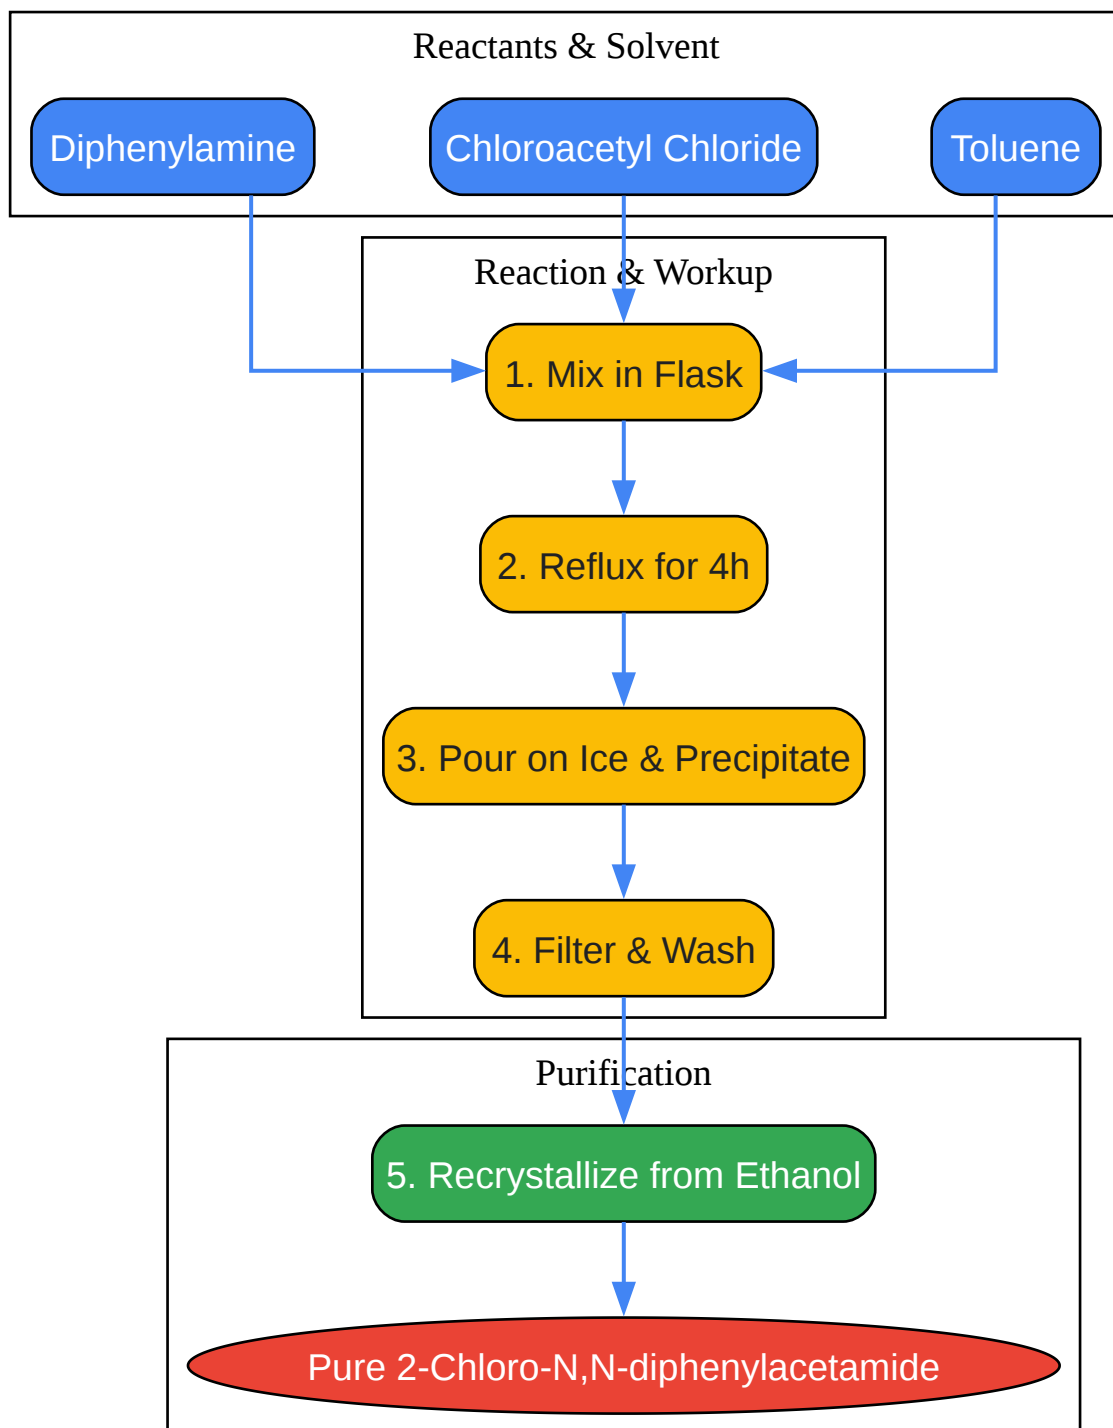 Reactants & Solvent
Diphenylamine
Chloroacetyl Chloride
Toluene
Reaction & Workup
1. Mix in Flask
2. Reflux for 4h
3. Pour on Ice & Precipitate
4. Filter & Wash
Purification
5. Recrystallize from Ethanol
Pure 2-Chloro-N,N-diphenylacetamide